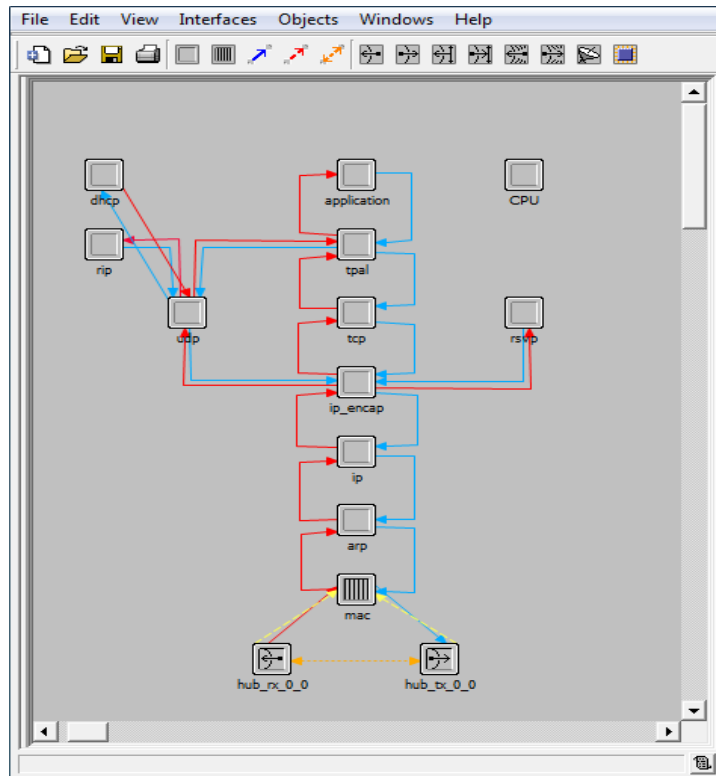 File Edit View Interfaces Objects Windows Help
dhcp
application
CPU
rip
tpal
udp
tcp
rsvp
ip_encap
ip
arp
mac
hub_rx_0_0
hub_tx_0_0